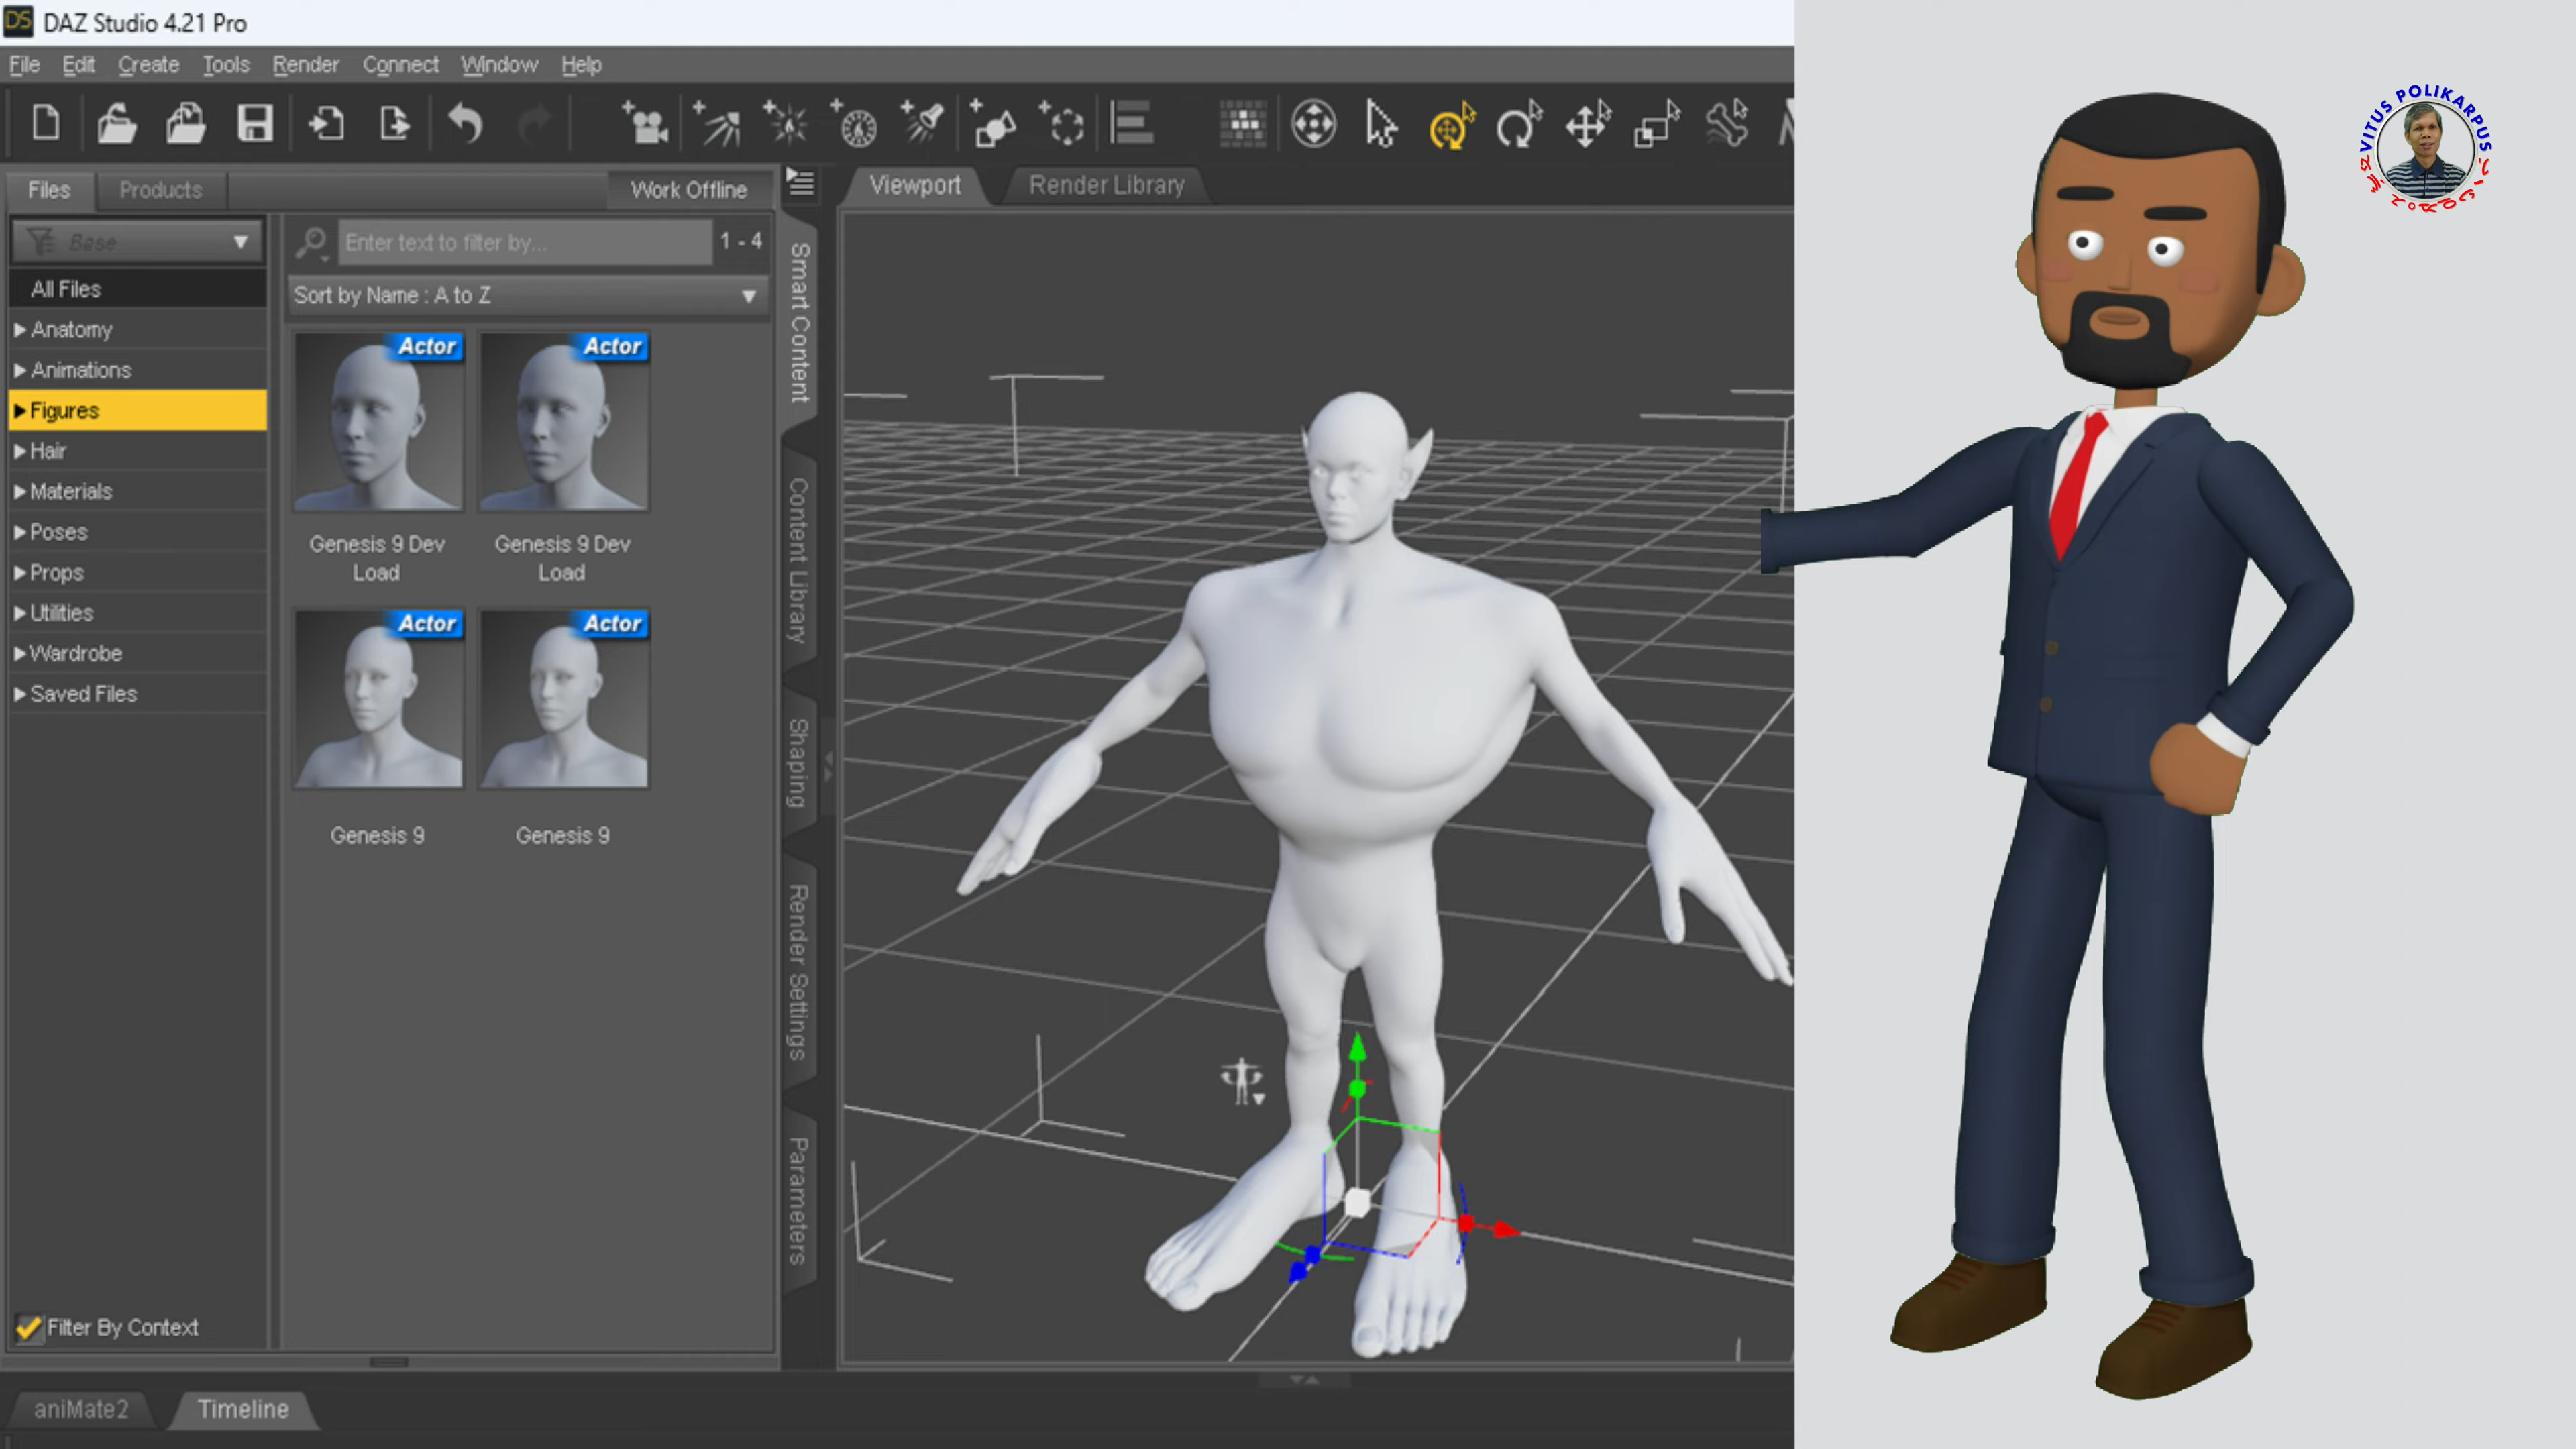 DS DAZ Studio 4.21 Pro
File Edit Create Tools Render Connect Window Help
Files Products Work Offline
Viewport Render Library
Base
Enter text to filter by... 1 - 4
All Files
Sort by Name : A to Z
Anatomy
Animations
Figures
Hair
Materials
Poses
Props
Utilities
Wardrobe
Saved Files
Actor Actor
Genesis 9 Dev Load
Genesis 9 Dev Load
Actor Actor
Genesis 9
Genesis 9
Smart Content
Content Library
Shaping
Render Settings
Parameters
Filter By Context
aniMate2 Timeline
VITUS POLIKARPUS